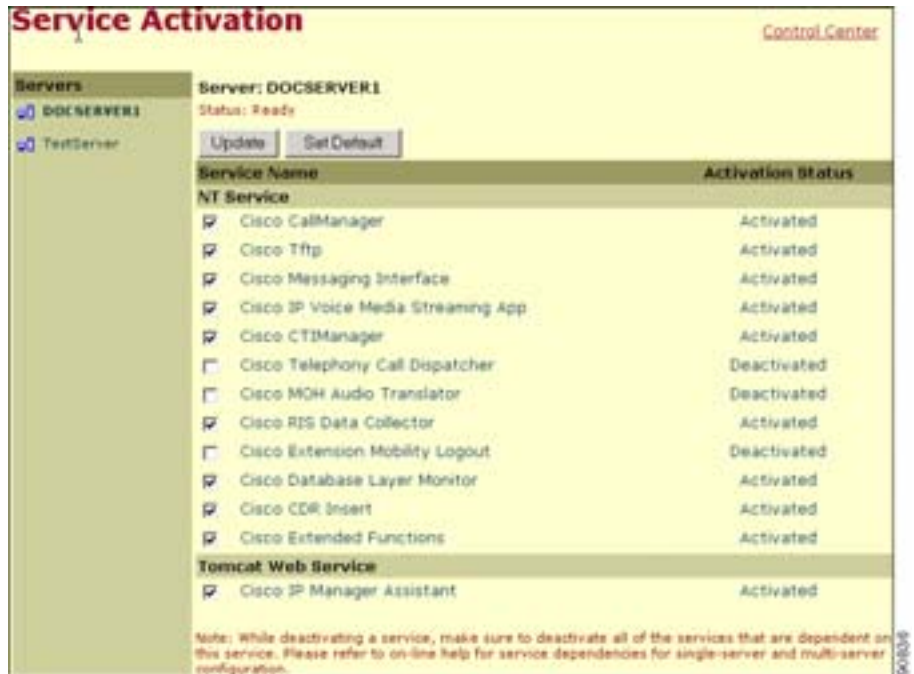 Service Activation
Control Center
Servers
DOCSERVER1
TestServer
Server: DOCSERVER1
Status: Ready
Update Set Default
Service Name Activation Status
NT Service
Cisco CallManager Activated
Cisco Tftp Activated
Cisco Messaging Interface Activated
Cisco IP Voice Media Streaming App Activated
Cisco CTIManager Activated
Cisco Telephony Call Dispatcher Deactivated
Cisco MOH Audio Translator Deactivated
Cisco RIS Data Collector Activated
Cisco Extension Mobility Logout Deactivated
Cisco Database Layer Monitor Activated
Cisco CDR Insert Activated
Cisco Extended Functions Activated
Tomcat Web Service
Cisco IP Manager Assistant Activated
Note: While deactivating a service, make sure to deactivate all of the services that are dependent on
this service. Please refer to on-line help for service dependencies for single-server and multi-server
configuration.